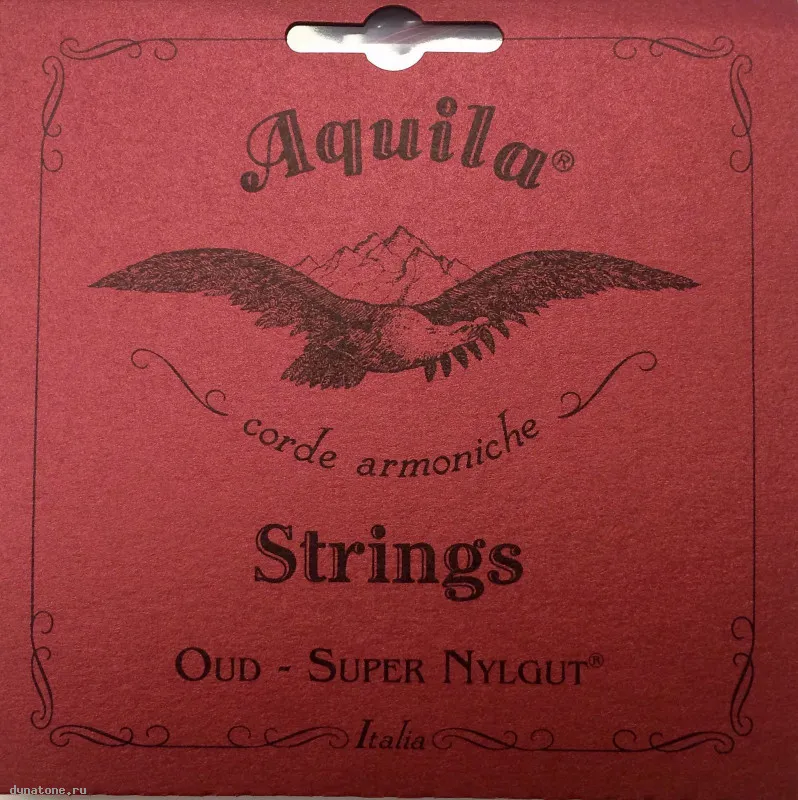 Aquila®
corde armoniche
Strings
Oud - Super Nylgut®
Italia
dunatone.ru